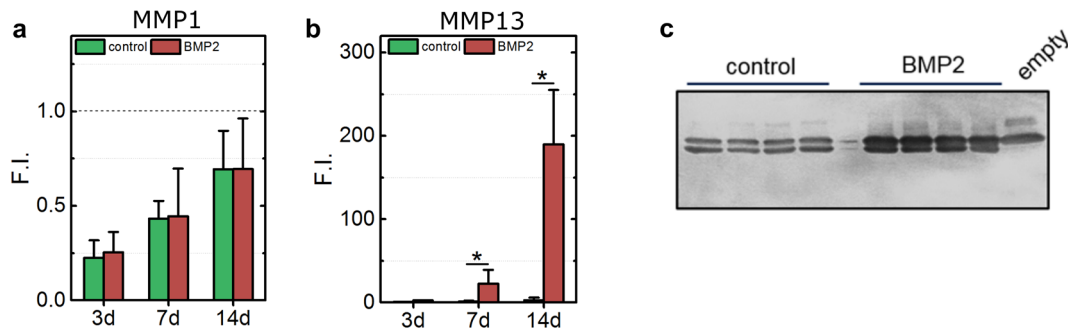 a
MMP1
control BMP2
F.I.
1.0
0.5
0.0
3d 7d 14d
b
MMP13
control BMP2
F.I.
300
200
100
0
3d 7d 14d
*
*
c
control BMP2 empty